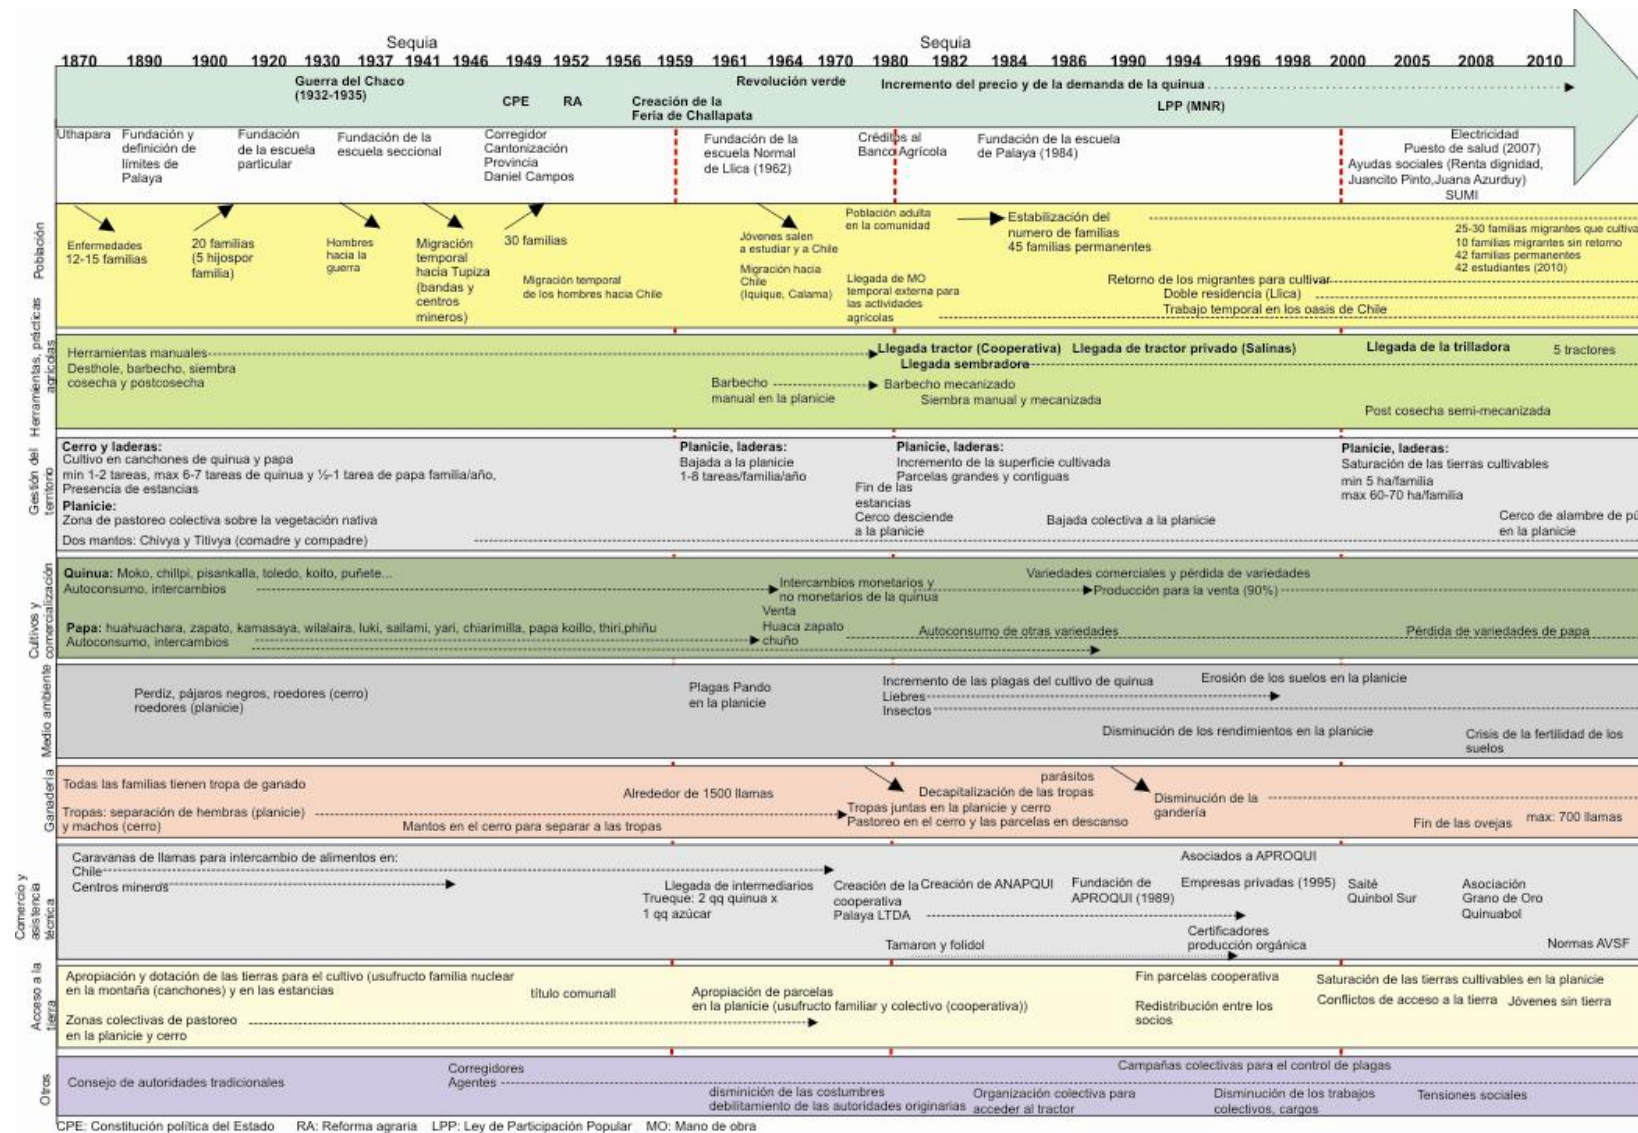 Sequia Sequia
1870 1890 1900 1920 1930 1937 1941 1946 1949 1952 1956 1959 1961 1964 1970 1980 1982 1984 1986 1990 1994 1996 1998 2000 2005 2008 2010
Guerra del Chaco
(1932-1935)
CPE
RA
Creación de la
Feria de Challapata
Revolución verde
Incremento del precio y de la demanda de la quinua
LPP (MNR)
Uthapara
Fundación y
definición de
límites de
Palaya
Fundación
de la escuela
particular
Fundación de la
escuela seccional
Corregidor
Cantonización
Provincia
Daniel Campos
Fundación de la
escuela Normal
de Llica (1962)
Créditos al
Banco Agrícola
Fundación de la escuela
de Palaya (1984)
Electricidad
Puesto de salud (2007)
Ayudas sociales (Renta dignidad,
Juancito Pinto,Juana Azurduy)
SUMI
Población
Enfermedades
12-15 familias
20 familias
(5 hijospor
familia)
Hombres
hacia la
guerra
Migración
temporal
hacia Tupiza
(bandas y
centros
mineros)
30 familias
Migración temporal
de los hombres hacia Chile
Jóvenes salen
a estudiar y a Chile
Migración hacia
Chile
(Iquique, Calama)
Población adulta
en la comunidad
Llegada de MO
temporal externa para
las actividades
agrícolas
Estabilización del
numero de familias
45 familias permanentes
Retorno de los migrantes para cultivar
Doble residencia (Llica)
Trabajo temporal en los oasis de Chile
25-30 familias migrantes que cultiva
10 familias migrantes sin retorno
42 familias permanentes
42 estudiantes (2010)
Herramientas, prácticas
agrícolas
Herramientas manuales
Desthole, barbecho, siembra
cosecha y postcosecha
Barbecho
manual en la planicie
Llegada tractor (Cooperativa)
Llegada sembradora
Barbecho mecanizado
Siembra manual y mecanizada
Llegada de tractor privado (Salinas)
Llegada de la trilladora
5 tractores
Post cosecha semi-mecanizada
Gestión del
territorio
Cerro y laderas:
Cultivo en canchones de quinua y papa
min 1-2 tareas, max 6-7 tareas de quinua y ½-1 tarea de papa familia/año,
Presencia de estancias
Planicie:
Zona de pastoreo colectiva sobre la vegetación nativa
Dos mantos: Chivya y Titivya (comadre y compadre)
Planicie, laderas:
Bajada a la planicie
1-8 tareas/familia/año
Planicie, laderas:
Incremento de la superficie cultivada
Parcelas grandes y contiguas
Fin de las
estancias
Cerco desciende
a la planicie
Bajada colectiva a la planicie
Planicie, laderas:
Saturación de las tierras cultivables
min 5 ha/familia
max 60-70 ha/familia
Cerco de alambre de pú
en la planicie
Cultivos y
comercialización
Quinua: Moko, chillpi, pisankalla, toledo, koito, puñete...
Autoconsumo, intercambios
Intercambios monetarios y
no monetarios de la quinua
Variedades comerciales y pérdida de variedades
Producción para la venta (90%)
Papa: huahuachara, zapato, kamasaya, wilalaira, luki, sailami, yari, chiarimilla, papa koillo, thiri,phiñu
Autoconsumo, intercambios
Venta
Huaca zapato
chuño
Autoconsumo de otras variedades
Pérdida de variedades de papa
Medio ambiente
Perdiz, pájaros negros, roedores (cerro)
roedores (planicie)
Plagas Pando
en la planicie
Incremento de las plagas del cultivo de quinua
Liebres
Insectos
Erosión de los suelos en la planicie
Disminución de los rendimientos en la planicie
Crisis de la fertilidad de los
suelos
Ganadería
Todas las familias tienen tropa de ganado
Tropas: separación de hembras (planicie)
y machos (cerro)
Mantos en el cerro para separar a las tropas
Alrededor de 1500 llamas
parásitos
Decapitalización de las tropas
Tropas juntas en la planicie y cerro
Pastoreo en el cerro y las parcelas en descanso
Disminución de la
gandería
Fin de las ovejas
max: 700 llamas
Comercio y
asistencia
técnica
Caravanas de llamas para intercambio de alimentos en:
Chile
Centros mineros
Llegada de intermediarios
Trueque: 2 qq quinua x
1 qq azúcar
Creación de la
cooperativa
Palaya LTDA
Creación de ANAPQUI
Tamaron y folidol
Fundación de
APROQUI (1989)
Asociados a APROQUI
Empresas privadas (1995)
Certificadores
producción orgánica
Saité
Quinbol Sur
Asociación
Grano de Oro
Quinuabol
Normas AVSF
Acceso a la
tierra
Apropiación y dotación de las tierras para el cultivo (usufructo familia nuclear
en la montaña (canchones) y en las estancias
Zonas colectivas de pastoreo
en la planicie y cerro
título comunall
Apropiación de parcelas
en la planicie (usufructo familiar y colectivo (cooperativa))
Fin parcelas cooperativa
Redistribución entre los
socios
Saturación de las tierras cultivables en la planicie
Conflictos de acceso a la tierra
Jóvenes sin tierra
Otros
Consejo de autoridades tradicionales
Corregidores
Agentes
disminición de las costumbres
debilitamiento de las autoridades originarias
Organización colectiva para
acceder al tractor
Campañas colectivas para el control de plagas
Disminución de los trabajos
colectivos, cargos
Tensiones sociales
CPE: Constitución política del Estado RA: Reforma agraria LPP: Ley de Participación Popular MO: Mano de obra